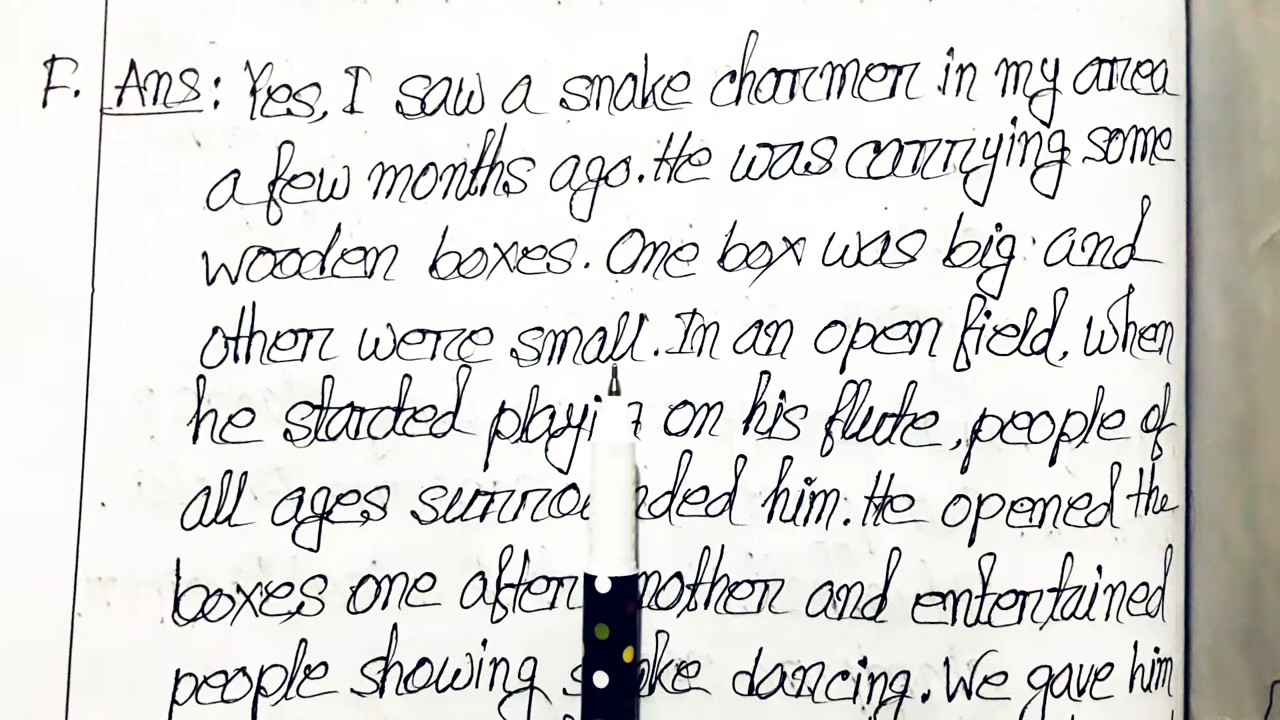 F. Ans: Yes, I saw a snake charmer in my area
a few months ago. He was carrying some
wooden boxes. One box was big and
other were small. In an open field, when
he started on his flute, people of
all ages him. He opened the
boxes one after and entertained
people showing dancing. We gave him